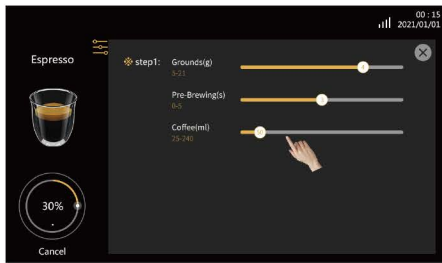 00 : 15
2021/01/01
Espresso
step1:
Grounds(g)
3-21
Pre-Brewing(s)
0-5
Coffee(ml)
25-240
30%
Cancel